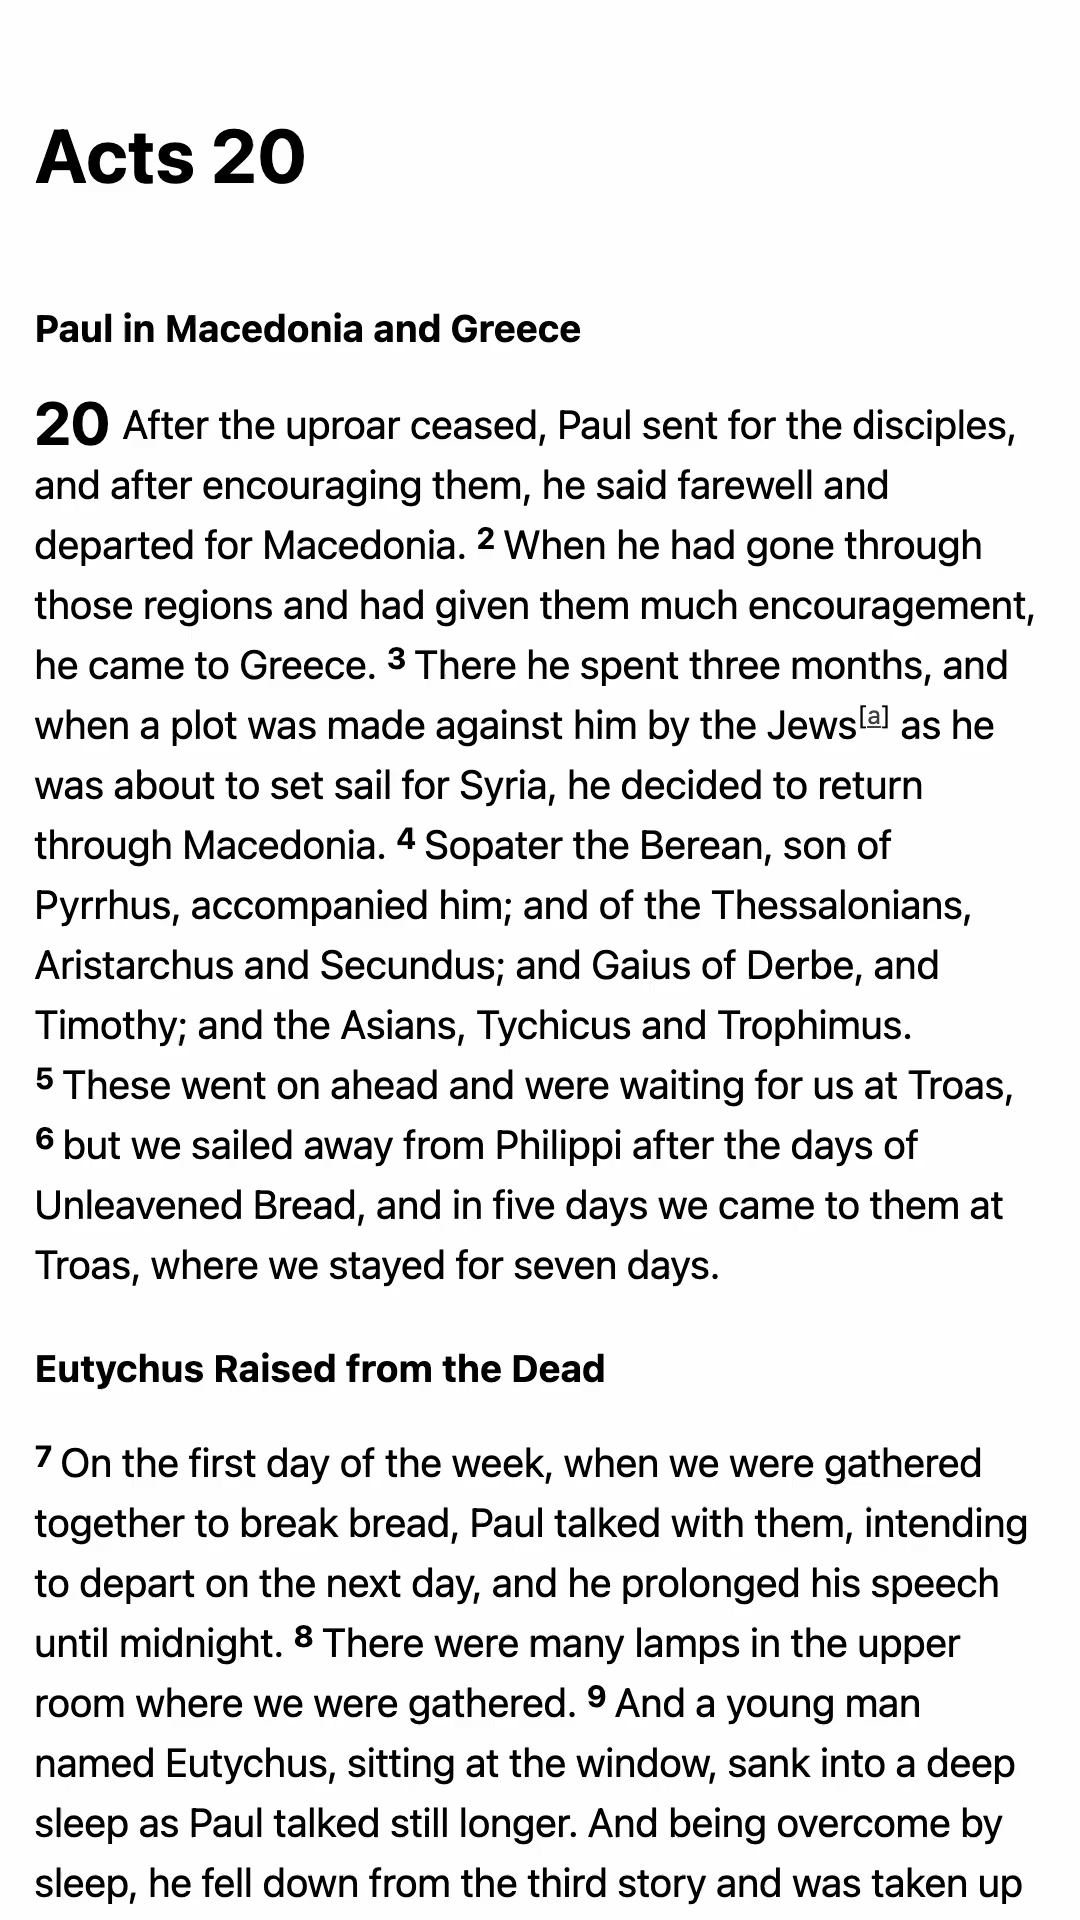 Acts 20
Paul in Macedonia and Greece
20 After the uproar ceased, Paul sent for the disciples,
and after encouraging them, he said farewell and
departed for Macedonia. 2 When he had gone through
those regions and had given them much encouragement,
he came to Greece. 3 There he spent three months, and
when a plot was made against him by the Jews[a] as he
was about to set sail for Syria, he decided to return
through Macedonia. 4 Sopater the Berean, son of
Pyrrhus, accompanied him; and of the Thessalonians,
Aristarchus and Secundus; and Gaius of Derbe, and
Timothy; and the Asians, Tychicus and Trophimus.
5 These went on ahead and were waiting for us at Troas,
6 but we sailed away from Philippi after the days of
Unleavened Bread, and in five days we came to them at
Troas, where we stayed for seven days.
Eutychus Raised from the Dead
7 On the first day of the week, when we were gathered
together to break bread, Paul talked with them, intending
to depart on the next day, and he prolonged his speech
until midnight. 8 There were many lamps in the upper
room where we were gathered. 9 And a young man
named Eutychus, sitting at the window, sank into a deep
sleep as Paul talked still longer. And being overcome by
sleep, he fell down from the third story and was taken up